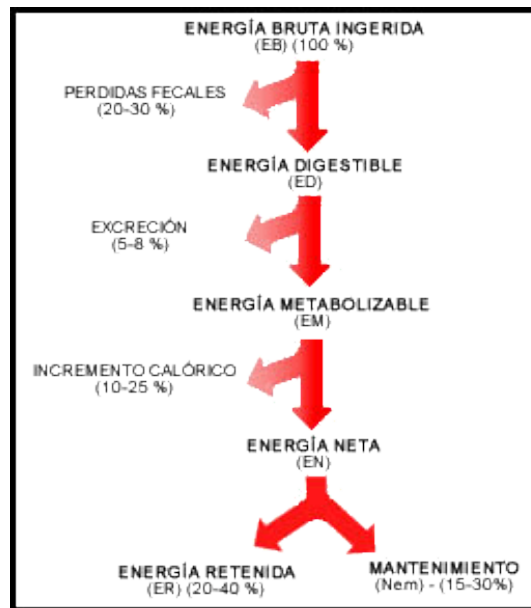 ENERGÍA BRUTA INGERIDA
(EB) (100 %)
PERDIDAS FECALES
(20-30 %)
ENERGÍA DIGESTIBLE
(ED)
EXCRECIÓN
(5-8 %)
ENERGÍA METABOLIZABLE
(EM)
INCREMENTO CALÓRICO
(10-25 %)
ENERGÍA NETA
(EN)
ENERGÍA RETENIDA
(ER) (20-40 %)
MANTENIMIENTO
(Nem) - (15-30%)